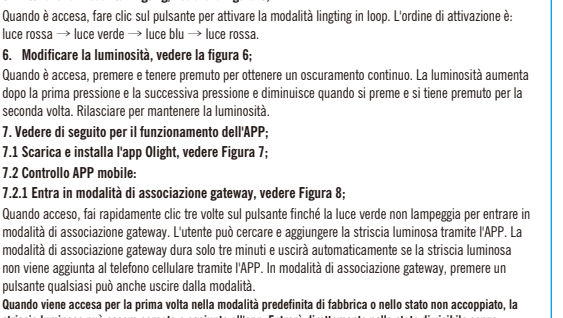 Quando è accesa, fare clic sul pulsante per attivare la modalità lingting in loop. L'ordine di attivazione è:
luce rossa → luce verde → luce blu → luce rossa.
6. Modificare la luminosità, vedere la figura 6;
Quando è accesa, premere e tenere premuto per ottenere un oscuramento continuo. La luminosità aumenta
dopo la prima pressione e la successiva pressione e diminuisce quando si preme e si tiene premuto per la
seconda volta. Rilasciare per mantenere la luminosità.
7. Vedere di seguito per il funzionamento dell'APP;
7.1 Scarica e installa l'app Olight, vedere Figura 7;
7.2 Controllo APP mobile:
7.2.1 Entra in modalità di associazione gateway, vedere Figura 8;
Quando acceso, fai rapidamente clic tre volte sul pulsante finché la luce verde non lampeggia per entrare in
modalità di associazione gateway. L'utente può cercare e aggiungere la striscia luminosa tramite l'APP. La
modalità di associazione gateway dura solo tre minuti e uscirà automaticamente se la striscia luminosa
non viene aggiunta al telefono cellulare tramite l'APP. In modalità di associazione gateway, premere un
pulsante qualsiasi può anche uscire dalla modalità.
Quando viene accesa per la prima volta nella modalità predefinita di fabbrica o nello stato non accoppiato, la